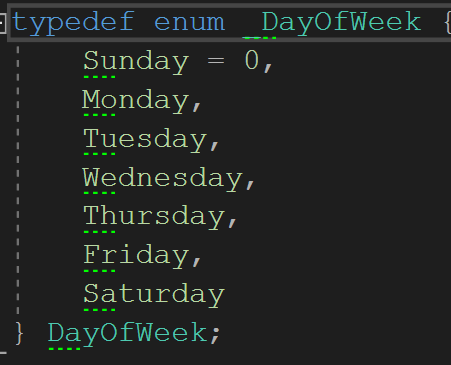 typedef enum _DayOfWeek {
    Sunday = 0,
    Monday,
    Tuesday,
    Wednesday,
    Thursday,
    Friday,
    Saturday
} DayOfWeek;